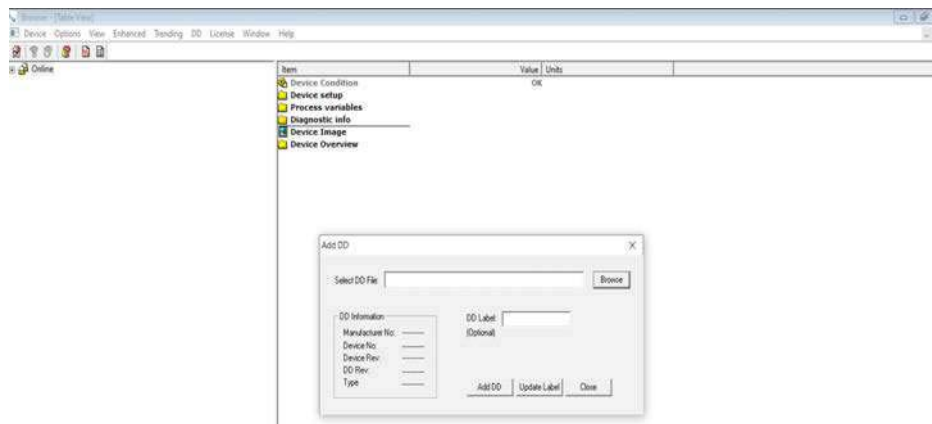 Browser - [Table View]
Device Options View Enhanced Trending DD License Window Help
Online
Item Value Units
Device Condition OK
Device setup
Process variables
Diagnostic info
Device Image
Device Overview
Add DD
Select DD File: Browse
DD Information
DD Label:
(Optional)
Manufacturer No: ------
Device No: ------
Device Rev: ------
DD Rev: ------
Type ------
Add DD Update Label Close